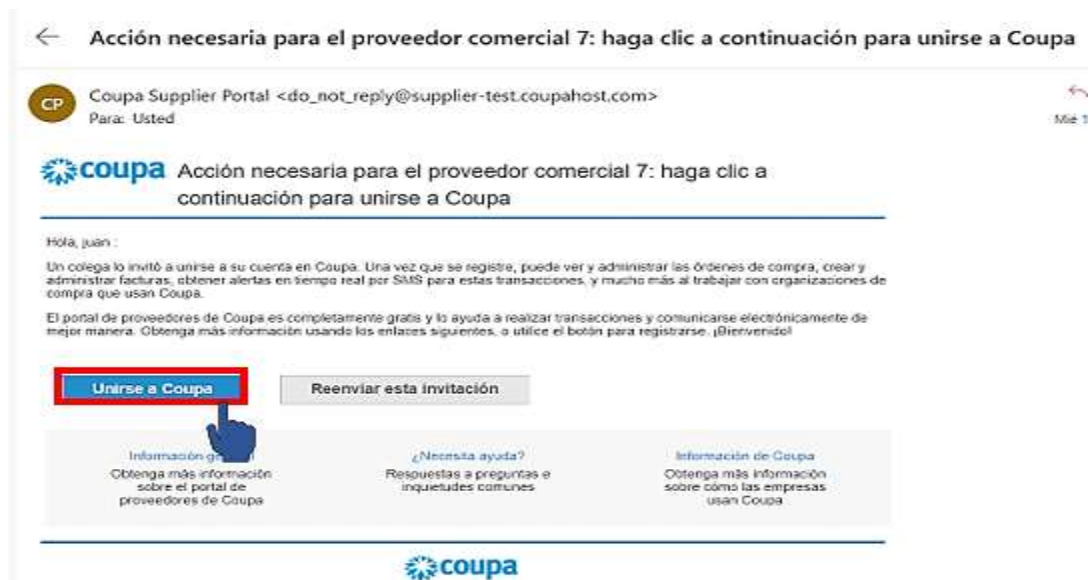 Acción necesaria para el proveedor comercial 7: haga clic a continuación para unirse a Coupa
CP
Coupa Supplier Portal <do_not_reply@supplier-test.coupahost.com>
Para: Usted
Mié 1
coupa
Acción necesaria para el proveedor comercial 7: haga clic a
continuación para unirse a Coupa
Hola, juan :
Un colega lo invitó a unirse a su cuenta en Coupa. Una vez que se registre, puede ver y administrar las órdenes de compra, crear y
administrar facturas, obtener alertas en tiempo real por SMS para estas transacciones, y mucho más al trabajar con organizaciones de
compra que usan Coupa.
El portal de proveedores de Coupa es completamente gratis y lo ayuda a realizar transacciones y comunicarse electrónicamente de
mejor manera. Obtenga más información usando los enlaces siguientes, o utilice el botón para registrarse. ¡Bienvenido!
Unirse a Coupa
Reenviar esta invitación
Información
Obtenga más información
sobre el portal de
proveedores de Coupa
¿Necesita ayuda?
Respuestas a preguntas e
inquietudes comunes
Información de Coupa
Obtenga más información
sobre cómo las empresas
usan Coupa
coupa